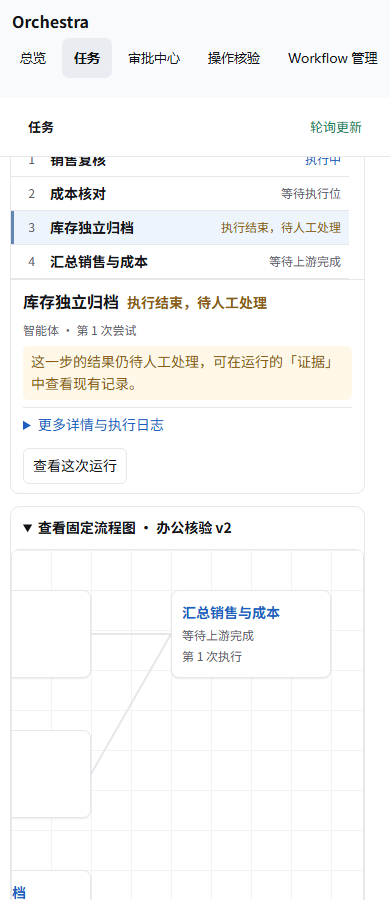 Orchestra
总览 任务 审批中心 操作核验 Workflow 管理
任务 轮询更新
1 销售复核 执行中
2 成本核对 等待执行位
3 库存独立归档 执行结束，待人工处理
4 汇总销售与成本 等待上游完成
库存独立归档 执行结束，待人工处理
智能体 · 第 1 次尝试
这一步的结果仍待人工处理，可在运行的「证据」
中查看现有记录。
▶ 更多详情与执行日志
查看这次运行
▼ 查看固定流程图 · 办公核验 v2
汇总销售与成本
等待上游完成
第 1 次执行
档